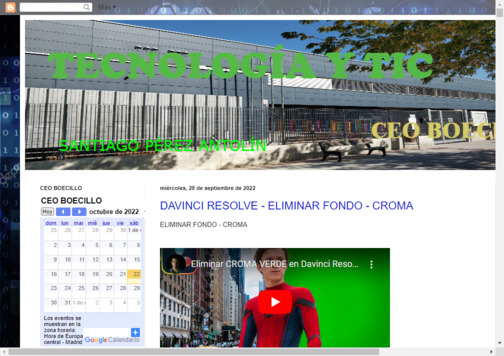 Más
TECNOLOGÍA Y TIC
CEO BOECI
SANTIAGO PÉREZ ANTOLÍN
CEO BOECILLO
CEO BOECILLO
Hoy octubre de 2022
dom lun mar mié jue vie sáb
25 26 27 28 29 30 1 de
2 3 4 5 6 7 8
9 10 11 12 13 14 15
16 17 18 19 20 21 22
23 24 25 26 27 28 29
30 31 1 de 2 3 4 5
Los eventos se
muestran en la
zona horaria:
Hora de Europa
central - Madrid
Google Calendario
miércoles, 28 de septiembre de 2022
DAVINCI RESOLVE - ELIMINAR FONDO - CROMA
ELIMINAR FONDO - CROMA
Eliminar CROMA VERDE en Davinci Reso...